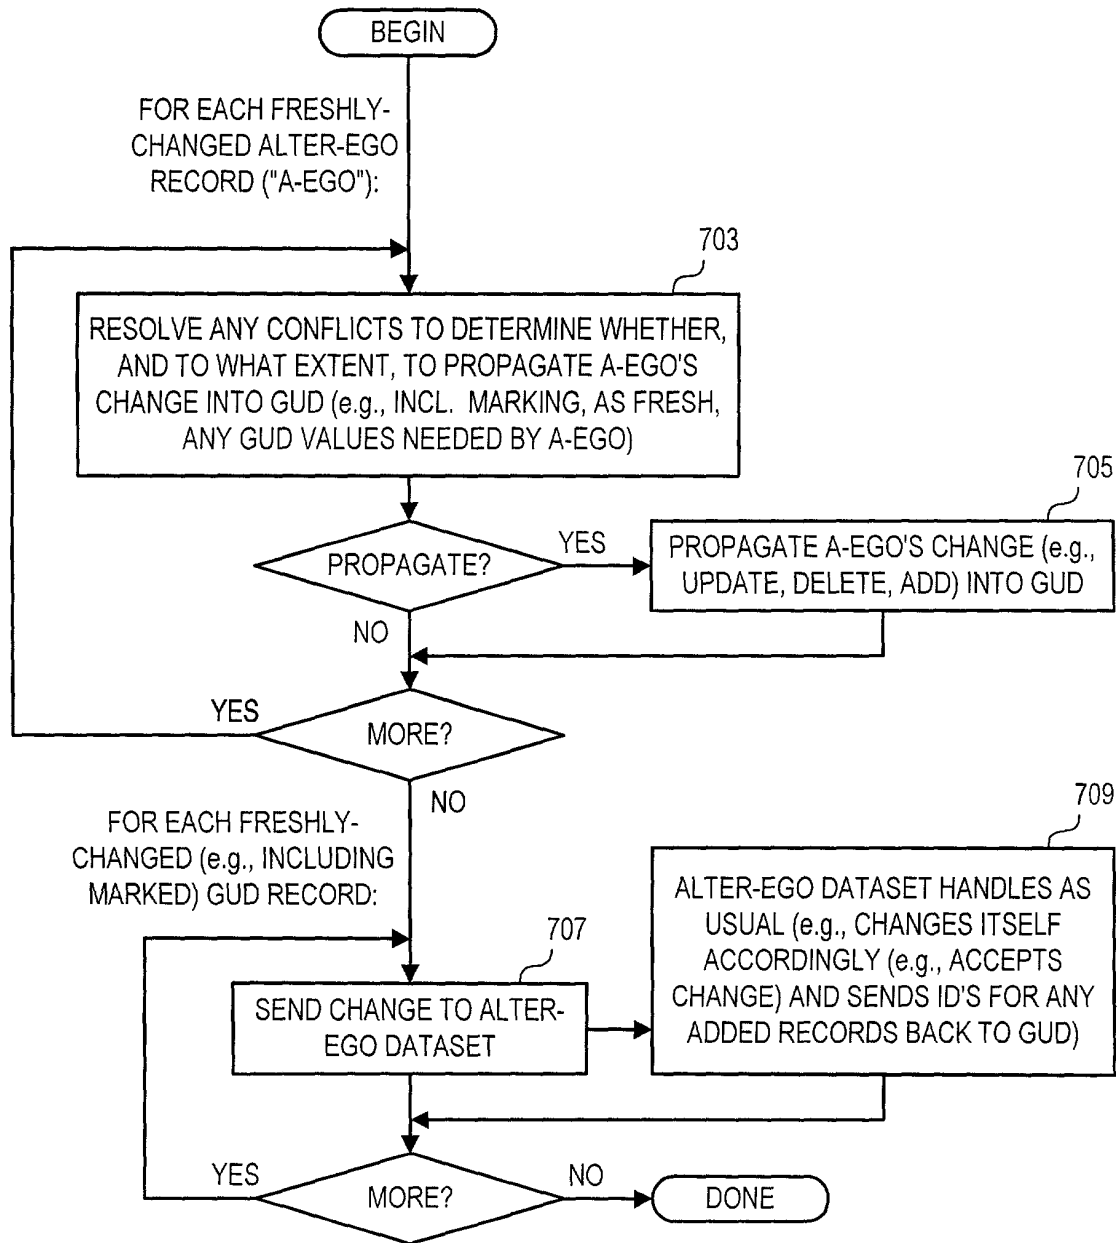 BEGIN
FOR EACH FRESHLY-
CHANGED ALTER-EGO
RECORD ("A-EGO"):
703
RESOLVE ANY CONFLICTS TO DETERMINE WHETHER,
AND TO WHAT EXTENT, TO PROPAGATE A-EGO'S
CHANGE INTO GUD (e.g., INCL. MARKING, AS FRESH,
ANY GUD VALUES NEEDED BY A-EGO)
705
PROPAGATE?
YES
PROPAGATE A-EGO'S CHANGE (e.g.,
UPDATE, DELETE, ADD) INTO GUD
NO
YES
MORE?
NO
FOR EACH FRESHLY-
CHANGED (e.g., INCLUDING
MARKED) GUD RECORD:
709
ALTER-EGO DATASET HANDLES AS
USUAL (e.g., CHANGES ITSELF
ACCORDINGLY (e.g., ACCEPTS
CHANGE) AND SENDS ID'S FOR ANY
ADDED RECORDS BACK TO GUD)
707
SEND CHANGE TO ALTER-
EGO DATASET
YES
MORE?
NO
DONE